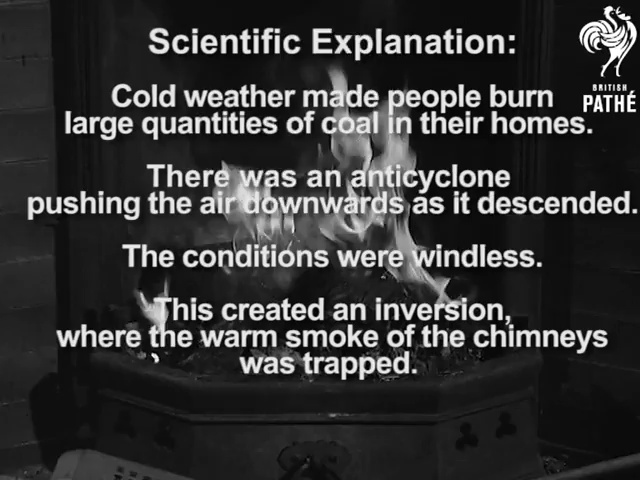 Scientific Explanation:
BRITISH
PATHÉ
Cold weather made people burn
large quantities of coal in their homes.
There was an anticyclone
pushing the air downwards as it descended.
The conditions were windless.
This created an inversion,
where the warm smoke of the chimneys
was trapped.